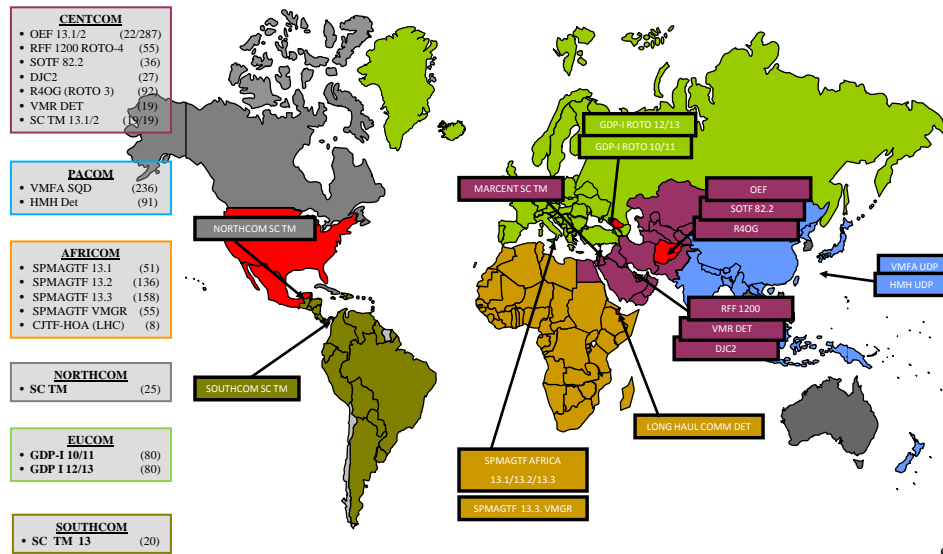 CENTCOM
• OEF 13.1/2 (22/287)
• RFF 1200 ROTO-4 (55)
• SOTF 82.2 (36)
• DJC2 (27)
• R4OG (ROTO 3) (92)
• VMR DET (19)
• SC TM 13.1/2 (19/19)
PACOM
• VMFA SQD (236)
• HMH Det (91)
AFRICOM
• SPMAGTF 13.1 (51)
• SPMAGTF 13.2 (136)
• SPMAGTF 13.3 (158)
• SPMAGTF VMGR (55)
• CJTF-HOA (LHC) (8)
NORTHCOM
• SC TM (25)
EUCOM
• GDP-I 10/11 (80)
• GDP I 12/13 (80)
SOUTHCOM
• SC TM 13 (20)
GDP-I ROTO 12/13
GDP-I ROTO 10/11
MARCENT SC TM
OEF
SOTF 82.2
R4OG
NORTHCOM SC TM
VMFA UDP
HMH UDP
RFF 1200
VMR DET
DJC2
SOUTHCOM SC TM
LONG HAUL COMM DET
SPMAGTF AFRICA
13.1/13.2/13.3
SPMAGTF 13.3. VMGR